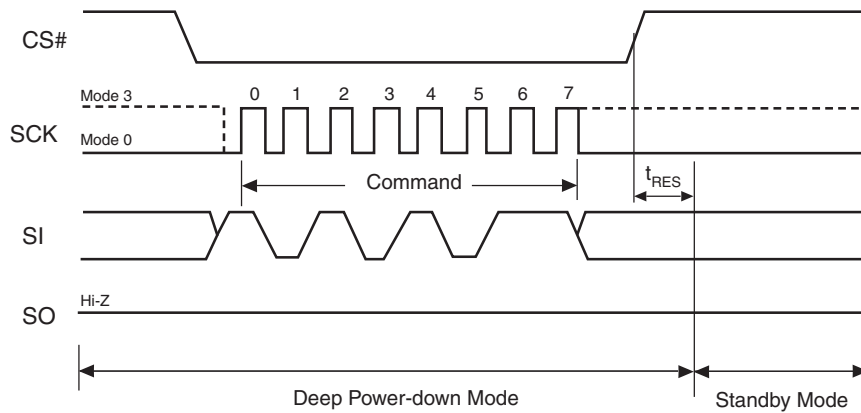 CS#
Mode 3
0 1 2 3 4 5 6 7
SCK
Mode 0
Command
tRES
SI
Hi-Z
SO
Deep Power-down Mode
Standby Mode